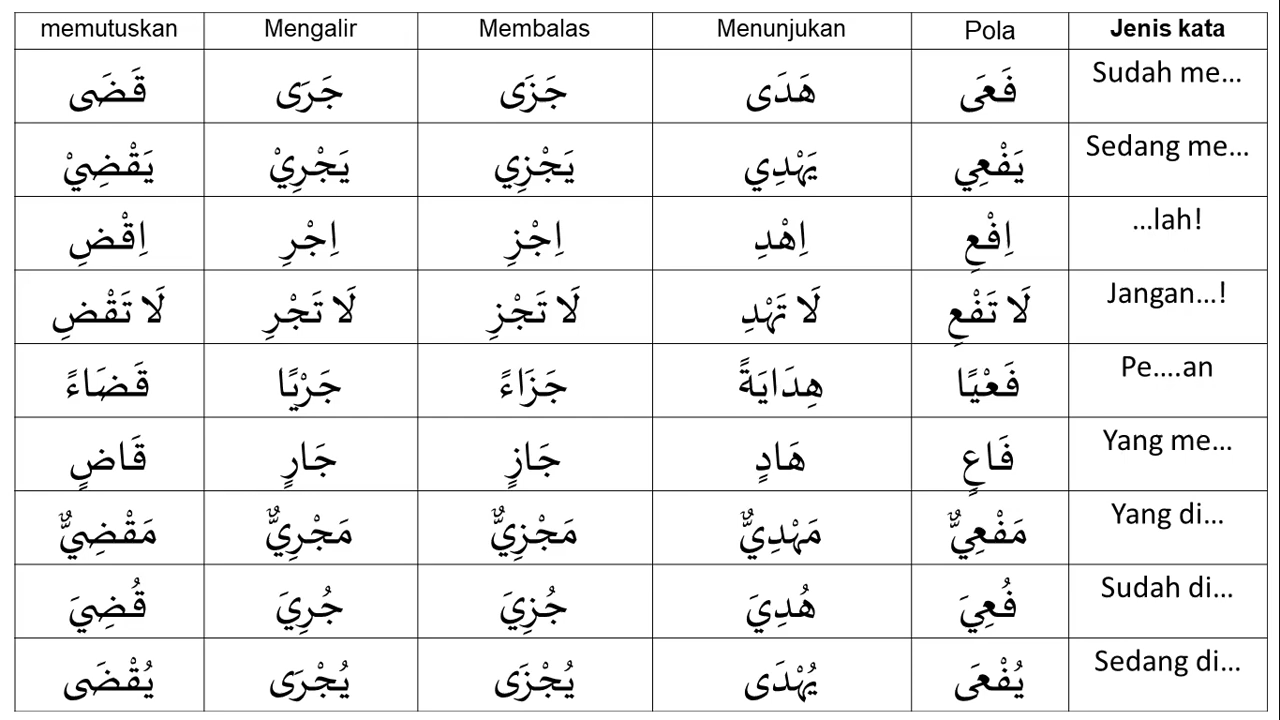 memutuskan Mengalir Membalas Menunjukan Pola Jenis kata
قَضَى جَرَى جَزَى هَدَى فَعَى Sudah me...
يَقْضِيْ يَجْرِيْ يَجْزِي يَهْدِي يَفْعِي Sedang me...
اِقْضِ اِجْرِ اِجْزِ اِهْدِ اِفْعِ ...lah!
لَا تَقْضِ لَا تَجْرِ لَا تَجْزِ لَا تَهْدِ لَا تَفْعِ Jangan...!
قَضَاءً جَرْيًا جَزَاءً هِدَايَةً فَعْيًا Pe....an
قَاضٍ جَارٍ جَازٍ هَادٍ فَاعٍ Yang me...
مَقْضِيٌّ مَجْرِيٌّ مَجْزِيٌّ مَهْدِيٌّ مَفْعِيٌّ Yang di...
قُضِيَ جُرِيَ جُزِيَ هُدِيَ فُعِيَ Sudah di...
يُقْضَى يُجْرَى يُجْزَى يُهْدَى يُفْعَى Sedang di...